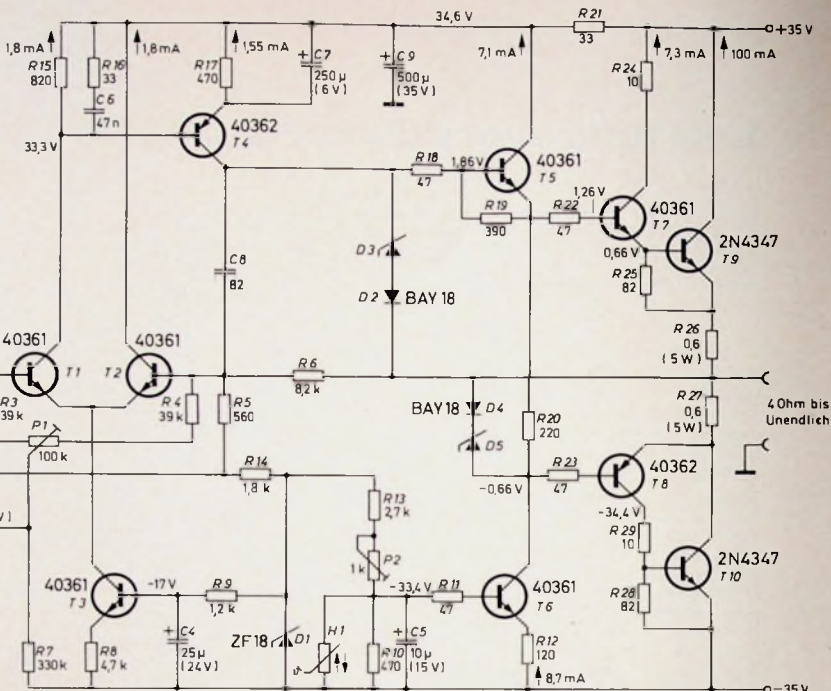 34,6 V
R21
33
+35 V
1,8 mA
1,8 mA
1,55 mA
7,1 mA
7,3 mA
100 mA
R15
820
R16
33
R17
470
C7
250 µ
(6 V)
C9
500 µ
(35 V)
R24
10
C6
47 n
40362
T4
33,3 V
R18
47
1,86 V
40361
T5
R19
390
R22
47
1,26 V
40361
T7
2N4347
T9
0,66 V
R25
82
D3
C8
82
D2
BAY 18
R26
0,6
(5 W)
40361
T1
40361
T2
R6
8,2 k
R3
39 k
P1
100 k
R4
39 k
R5
560
BAY 18
D4
D5
R20
220
R27
0,6
(5 W)
4 Ohm bis
Unendlich
R14
1,8 k
R23
47
-0,66 V
40362
T8
V)
R13
2,7 k
-34,4 V
P2
1 k
R29
10
2N4347
T10
40361
T3
-17 V
R9
1,2 k
-33,4 V
R11
47
40361
T6
R28
82
R7
330 k
R8
4,7 k
C4
25 µ
(24 V)
ZF18
D1
H1
R10
470
C5
10 µ
(15 V)
R12
120
8,7 mA
-35 V